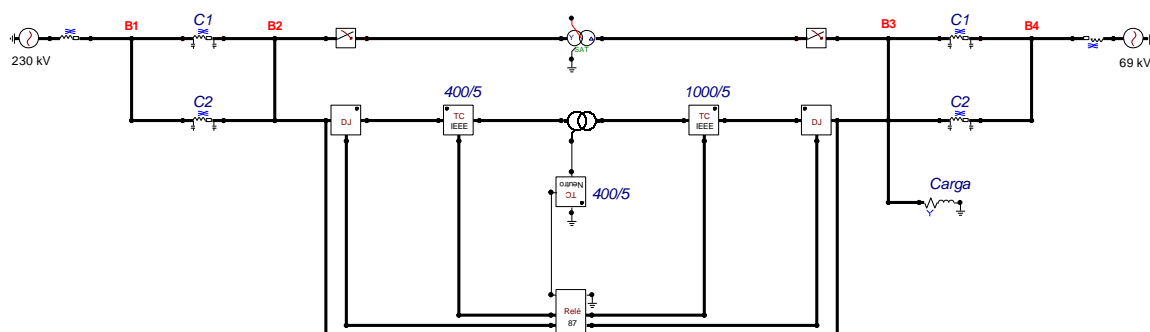 B1
C1
B2
B3
C1
B4
Y
SAT
230 kV
69 kV
C2
400/5
1000/5
C2
DJ
TC
IEEE
TC
IEEE
DJ
TC
Neutro
400/5
Carga
Y
Relé
87